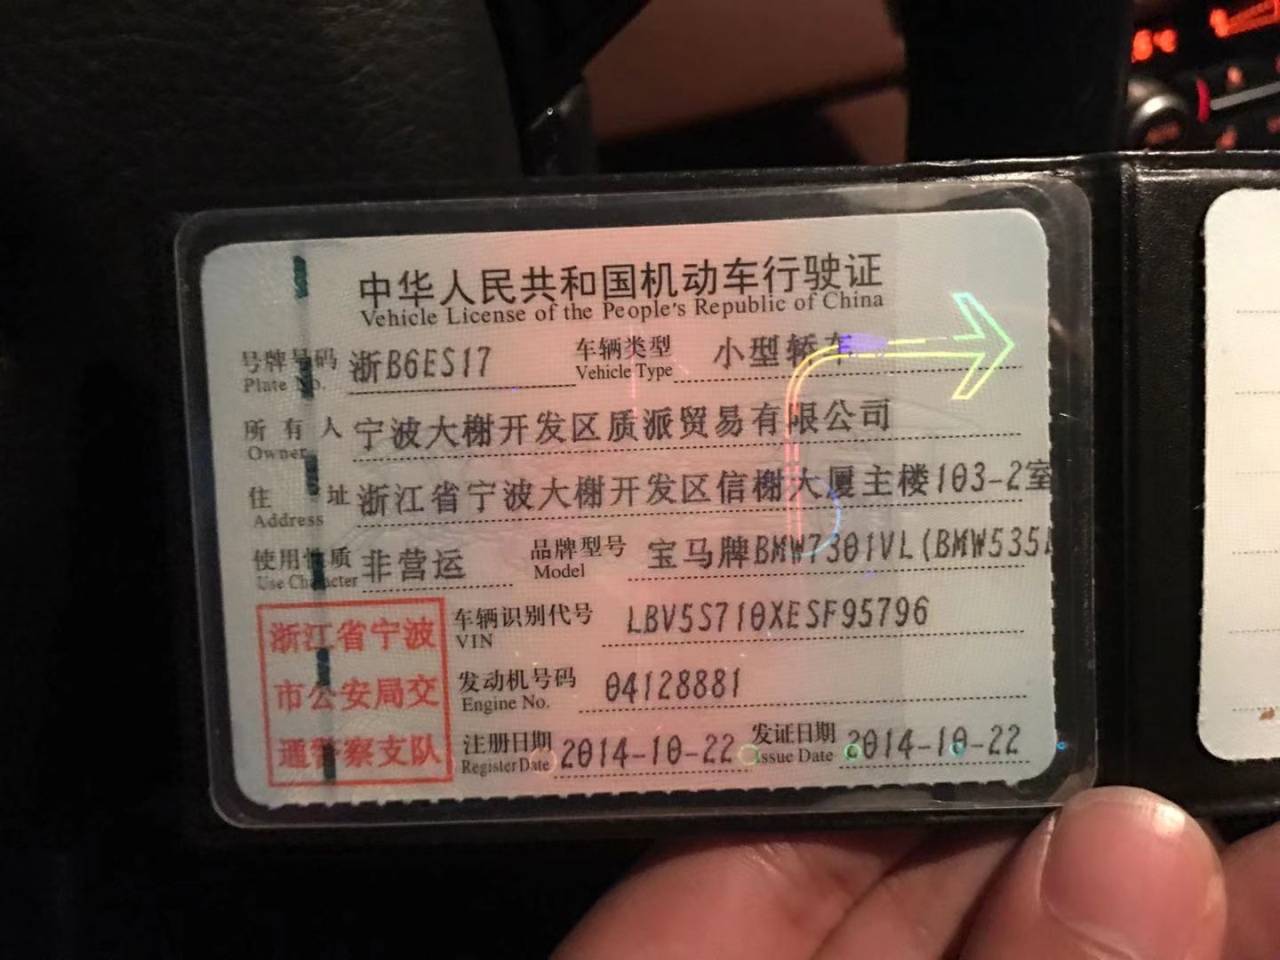 中华人民共和国机动车行驶证
Vehicle License of the People's Republic of China
号牌号码 浙B6ES17 车辆类型 小型轿车
Plate No. Vehicle Type
所有人 宁波大榭开发区质派贸易有限公司
Owner
住址 浙江省宁波大榭开发区信榭大厦主楼103-2室
Address
使用性质 非营运 品牌型号 宝马牌BMW7301VL(BMW535
Use Character Model
浙江省宁波
市公安局交
通警察支队
车辆识别代号 LBV5S710XESF95796
VIN
发动机号码 04128881
Engine No.
注册日期 2014-10-22 发证日期 2014-10-22
Register Date Issue Date